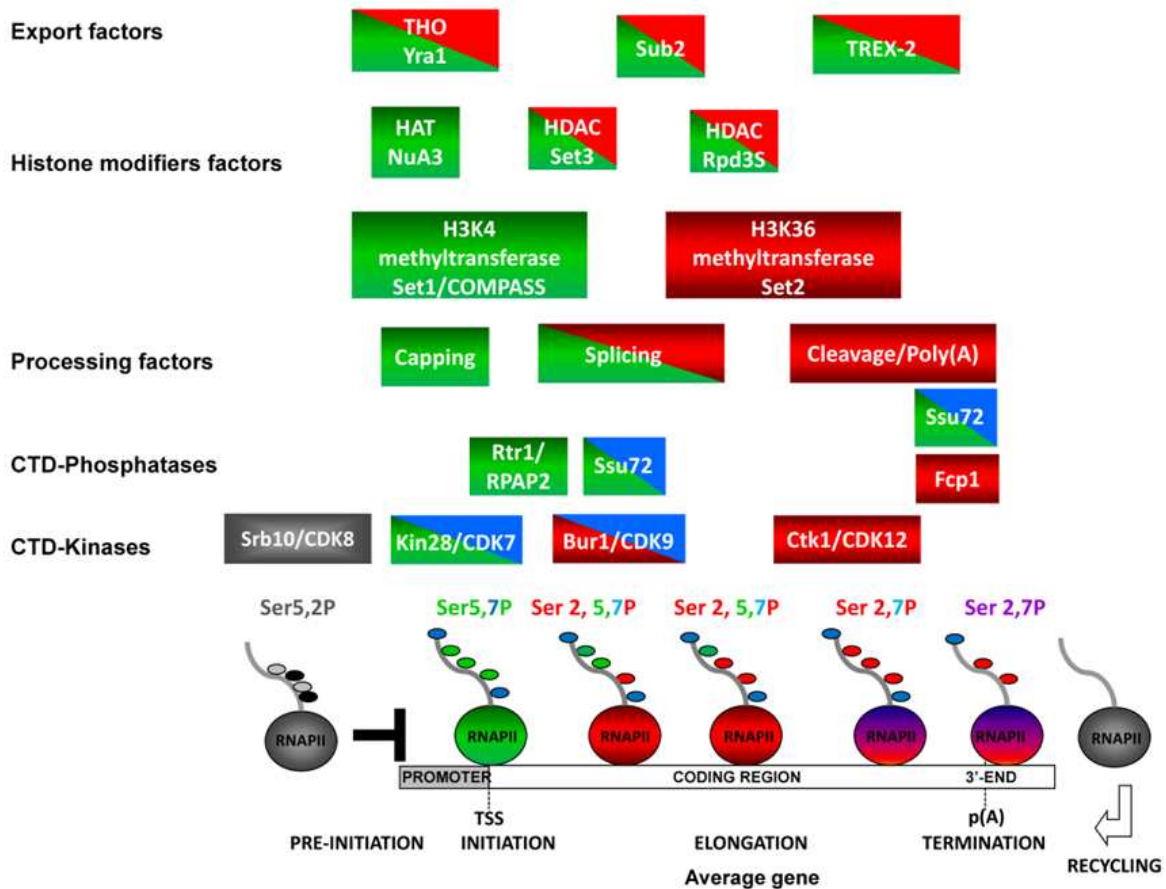 Export factors
THO
Yra1
Sub2
TREX-2
Histone modifiers factors
HAT
NuA3
HDAC
Set3
HDAC
Rpd3S
H3K4
methyltransferase
Set1/COMPASS
H3K36
methyltransferase
Set2
Processing factors
Capping
Splicing
Cleavage/Poly(A)
CTD-Phosphatases
Rtr1/
RPAP2
Ssu72
Ssu72
Fcp1
CTD-Kinases
Srb10/CDK8
Kin28/CDK7
Bur1/CDK9
Ctk1/CDK12
Ser5,2P
Ser5,7P
Ser 2, 5,7P
Ser 2, 5,7P
Ser 2,7P
Ser 2,7P
RNAPII
RNAPII
RNAPII
RNAPII
RNAPII
RNAPII
RNAPII
PROMOTER
CODING REGION
3'-END
TSS
p(A)
PRE-INITIATION
INITIATION
ELONGATION
TERMINATION
RECYCLING
Average gene